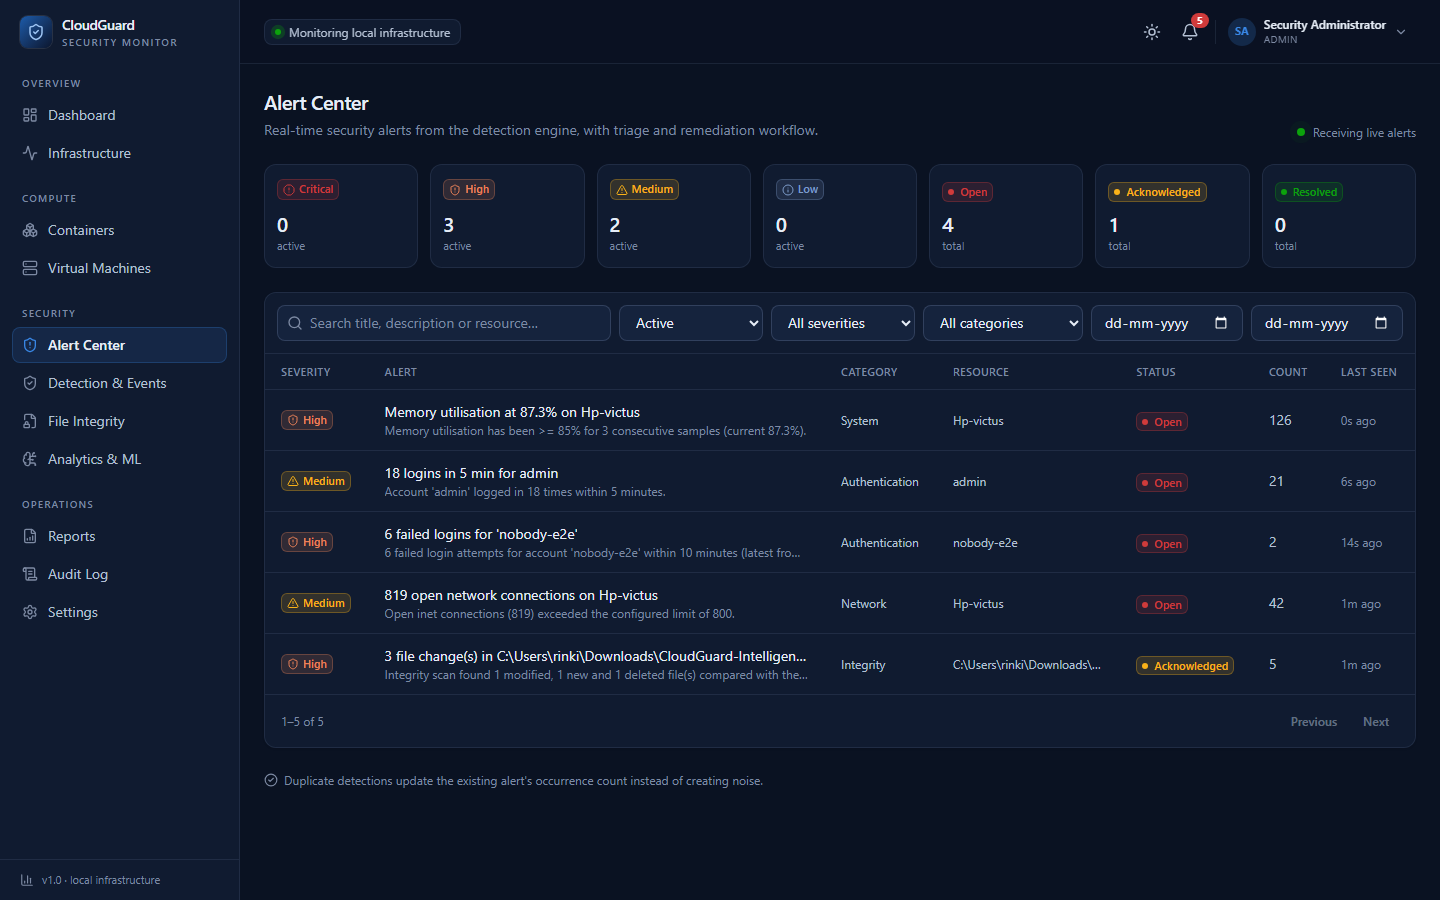 CloudGuard
SECURITY MONITOR
Monitoring local infrastructure
5
SA
Security Administrator
ADMIN
OVERVIEW
Dashboard
Infrastructure
COMPUTE
Containers
Virtual Machines
SECURITY
Alert Center
Detection & Events
File Integrity
Analytics & ML
OPERATIONS
Reports
Audit Log
Settings
v1.0 · local infrastructure
Alert Center
Real-time security alerts from the detection engine, with triage and remediation workflow.
Receiving live alerts
Critical
0
active
High
3
active
Medium
2
active
Low
0
active
Open
4
total
Acknowledged
1
total
Resolved
0
total
Search title, description or resource...
Active
All severities
All categories
dd-mm-yyyy
dd-mm-yyyy
SEVERITY ALERT CATEGORY RESOURCE STATUS COUNT LAST SEEN
High Memory utilisation at 87.3% on Hp-victus System Hp-victus Open 126 0s ago
Memory utilisation has been >= 85% for 3 consecutive samples (current 87.3%).
Medium 18 logins in 5 min for admin Authentication admin Open 21 6s ago
Account 'admin' logged in 18 times within 5 minutes.
High 6 failed logins for 'nobody-e2e' Authentication nobody-e2e Open 2 14s ago
6 failed login attempts for account 'nobody-e2e' within 10 minutes (latest fro...
Medium 819 open network connections on Hp-victus Network Hp-victus Open 42 1m ago
Open inet connections (819) exceeded the configured limit of 800.
High 3 file change(s) in C:\Users\rinki\Downloads\CloudGuard-Intelligen... Integrity C:\Users\rinki\Downloads\... Acknowledged 5 1m ago
Integrity scan found 1 modified, 1 new and 1 deleted file(s) compared with the...
1–5 of 5
Previous Next
Duplicate detections update the existing alert's occurrence count instead of creating noise.